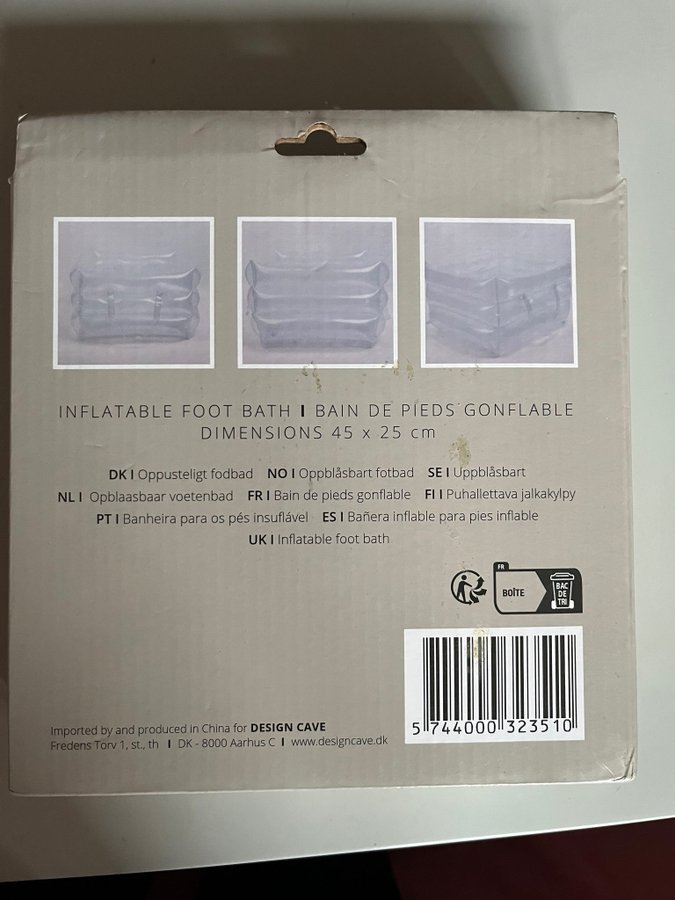 INFLATABLE FOOT BATH I BAIN DE PIEDS GONFLABLE
DIMENSIONS 45 x 25 cm
DK I Oppusteligt fodbad NO I Oppblåsbart fotbad SE I Uppblåsbart
NL I Opblaasbaar voetenbad FR I Bain de pieds gonflable FI I Puhallettava jalkakylpy
PT I Banheira para os pés insuflável ES I Bañera inflable para pies inflable
UK I Inflatable foot bath
FR
BOÎTE
BAC
DE
TRI
5 744000 323510
Imported by and produced in China for DESIGN CAVE
Fredens Torv 1, st., th I DK - 8000 Aarhus C I www.designcave.dk